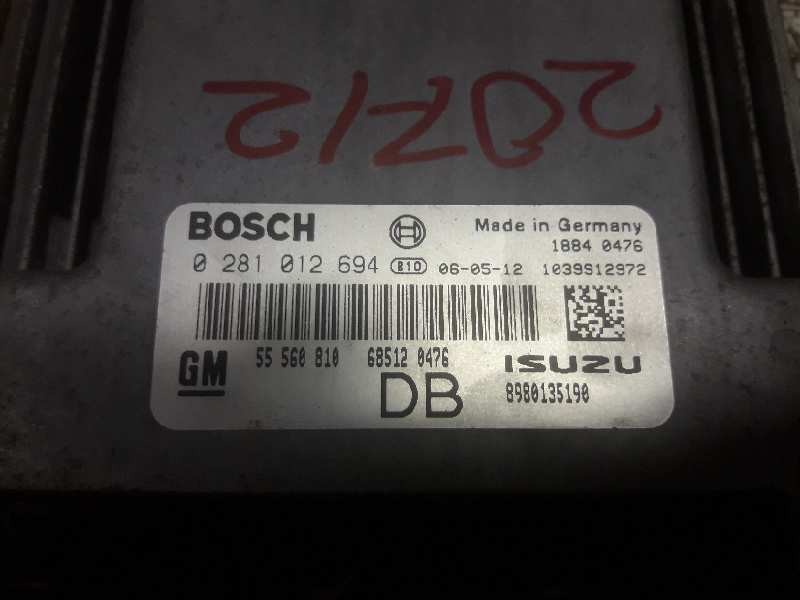 20712
BOSCH Made in Germany
1884 0476
0 281 012 694 B10 06-05-12 1039S12972
GM 55 560 810 68512 0476 ISUZU
DB 8980135190